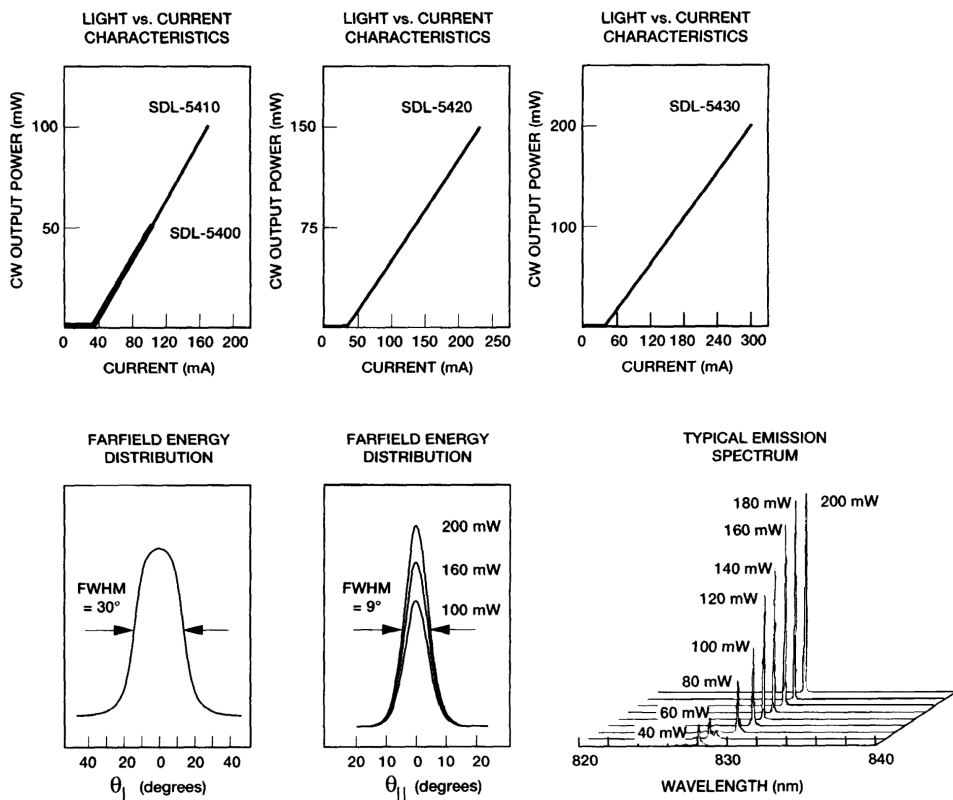 LIGHT vs. CURRENT
CHARACTERISTICS
CW OUTPUT POWER (mW)
100
50
SDL-5410
SDL-5400
0 40 80 120 160 200
CURRENT (mA)
LIGHT vs. CURRENT
CHARACTERISTICS
CW OUTPUT POWER (mW)
150
75
SDL-5420
0 50 100 150 200 250
CURRENT (mA)
LIGHT vs. CURRENT
CHARACTERISTICS
CW OUTPUT POWER (mW)
200
100
SDL-5430
0 60 120 180 240 300
CURRENT (mA)
FARFIELD ENERGY
DISTRIBUTION
FWHM
= 30°
40 20 0 20 40
θ⊥ (degrees)
FARFIELD ENERGY
DISTRIBUTION
200 mW
160 mW
100 mW
FWHM
= 9°
20 10 0 10 20
θ|| (degrees)
TYPICAL EMISSION
SPECTRUM
180 mW 200 mW
160 mW
140 mW
120 mW
100 mW
80 mW
60 mW
40 mW
820 830 840
WAVELENGTH (nm)